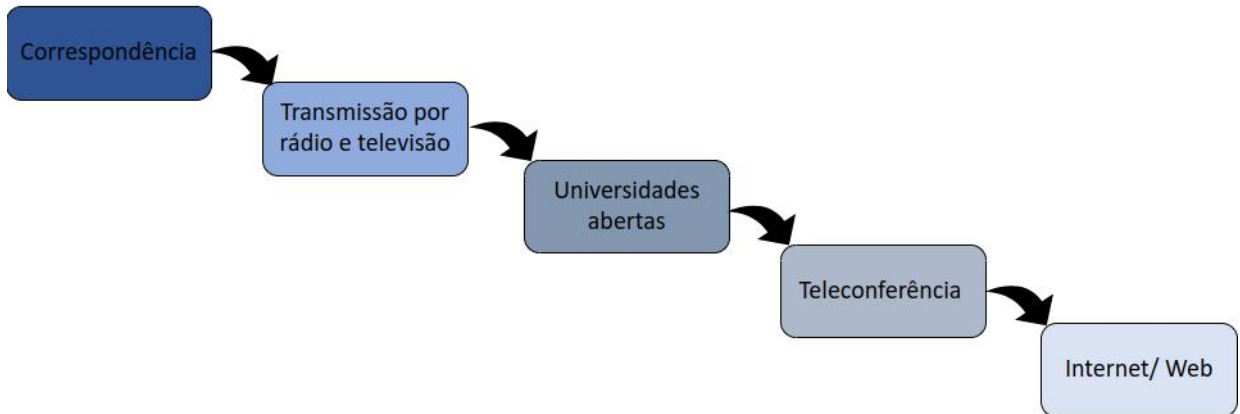 Correspondência
Transmissão por
rádio e televisão
Universidades
abertas
Teleconferência
Internet/ Web